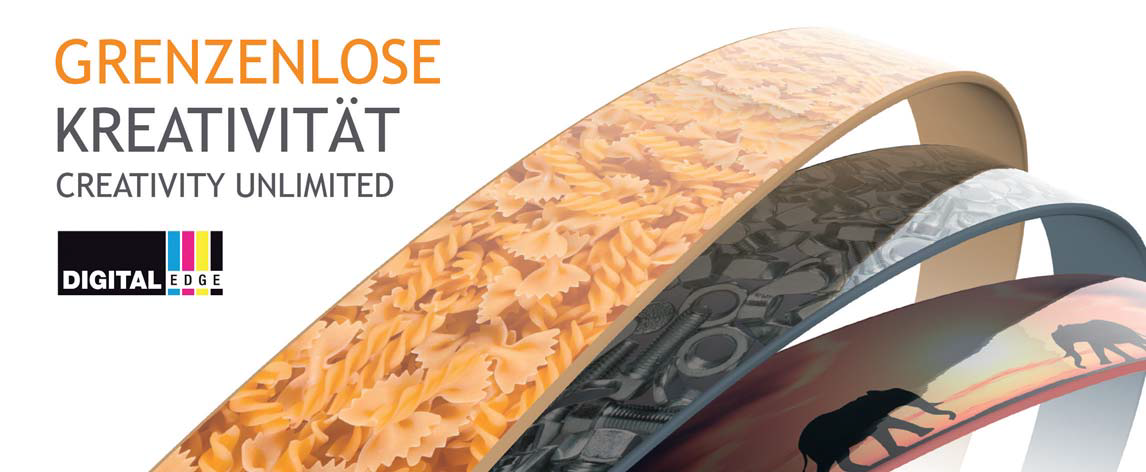 GRENZENLOSE
KREATIVITÄT
CREATIVITY UNLIMITED
DIGITAL EDGE